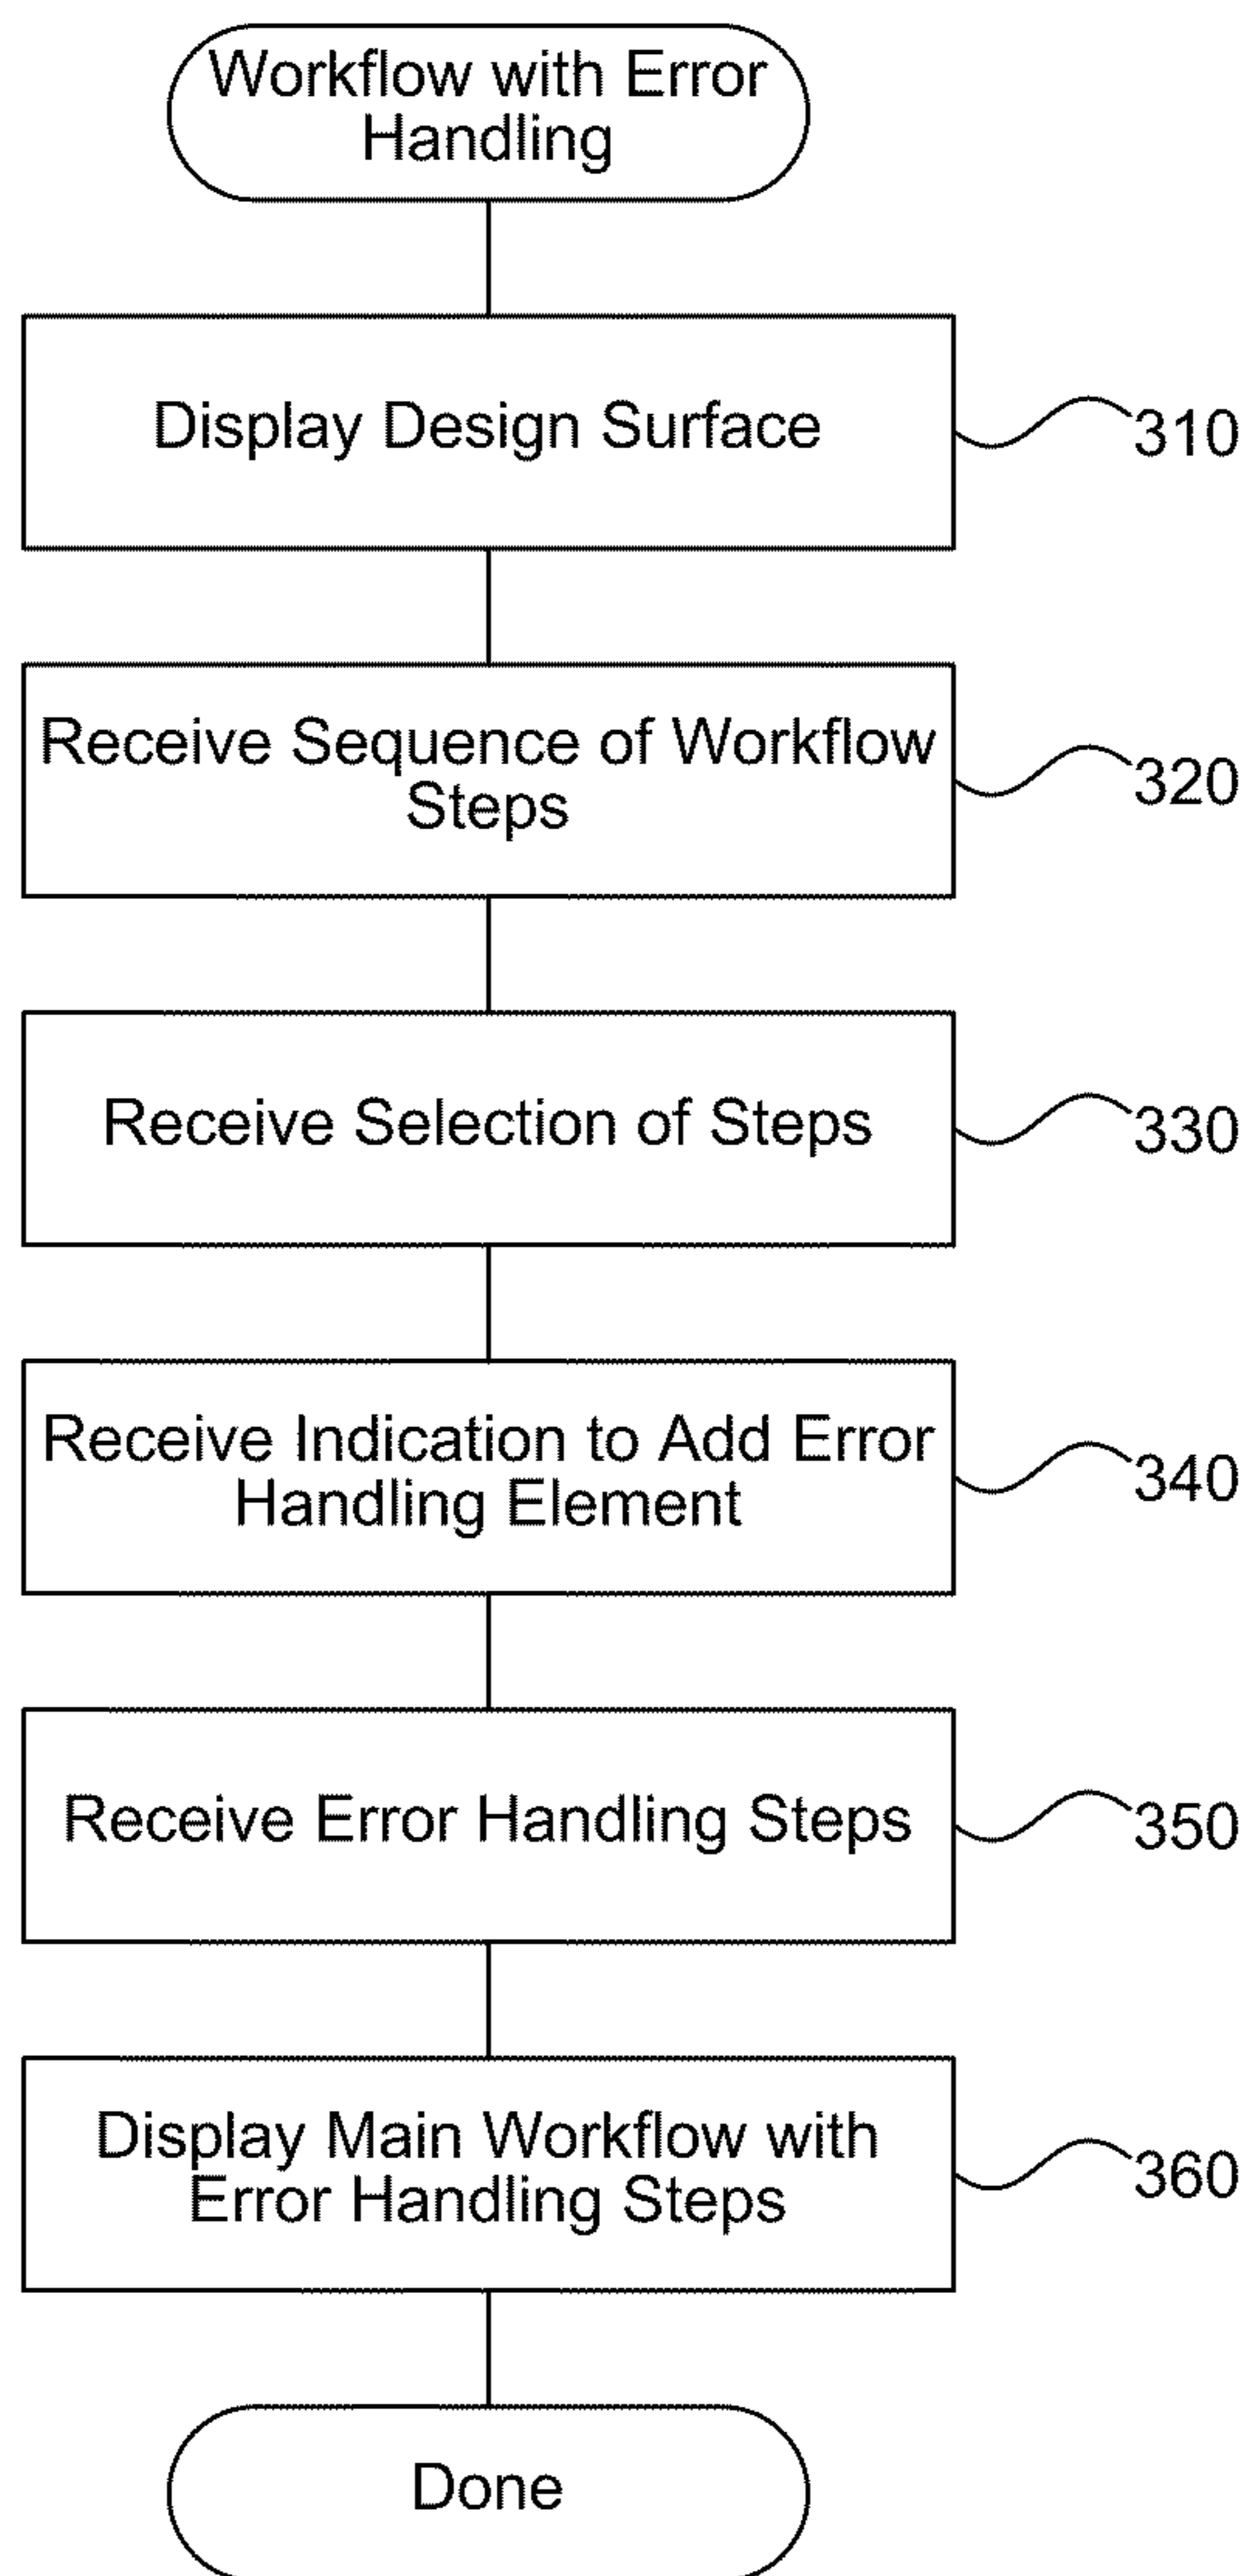 Workflow with Error
Handling
Display Design Surface
310
Receive Sequence of Workflow
Steps
320
Receive Selection of Steps
330
Receive Indication to Add Error
Handling Element
340
Receive Error Handling Steps
350
Display Main Workflow with
Error Handling Steps
360
Done